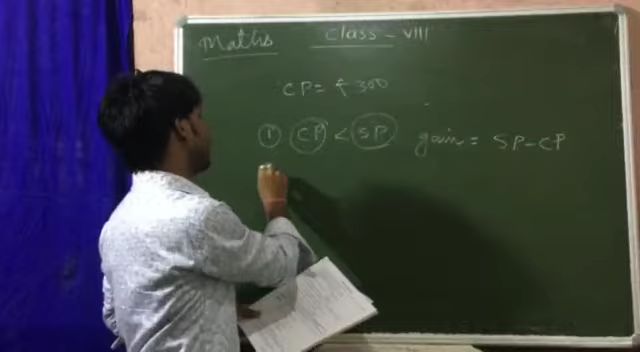 Maths Class - VIII
CP = ₹ 300
① CP < SP gain = SP - CP